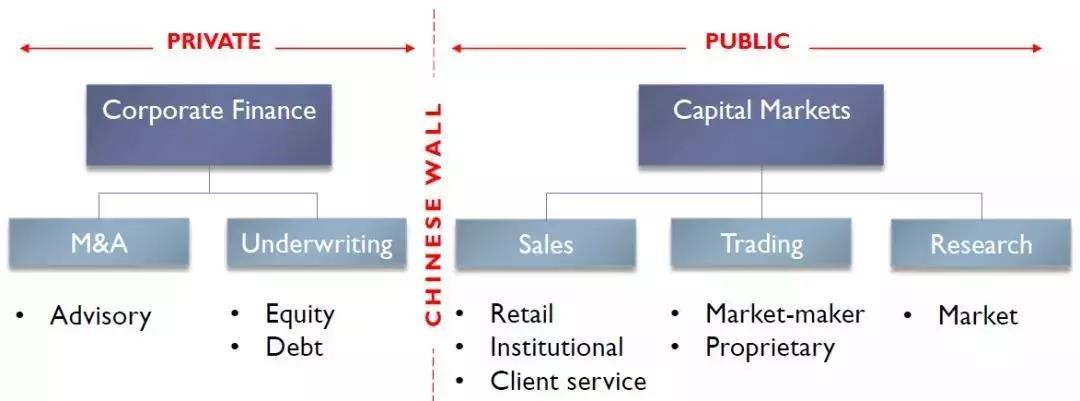 PRIVATE
PUBLIC
Corporate Finance
Capital Markets
CHINESE WALL
M&A
Underwriting
Sales
Trading
Research
• Advisory
• Equity
• Debt
• Retail
• Institutional
• Client service
• Market-maker
• Proprietary
• Market